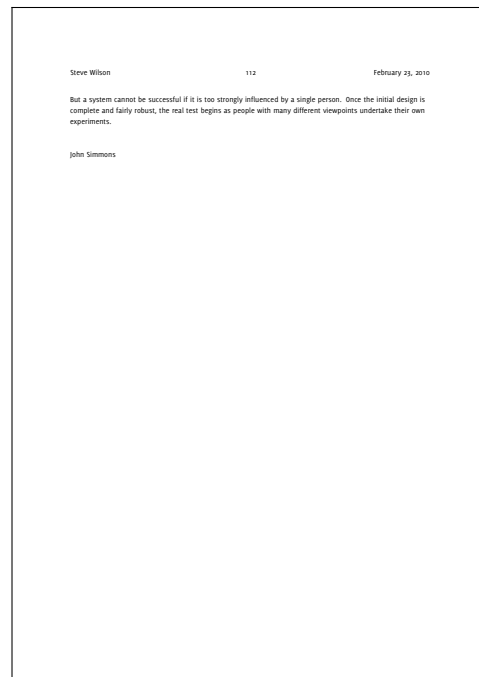 Steve Wilson 112 February 23, 2010
But a system cannot be successful if it is too strongly influenced by a single person. Once the initial design is
complete and fairly robust, the real test begins as people with many different viewpoints undertake their own
experiments.
John Simmons